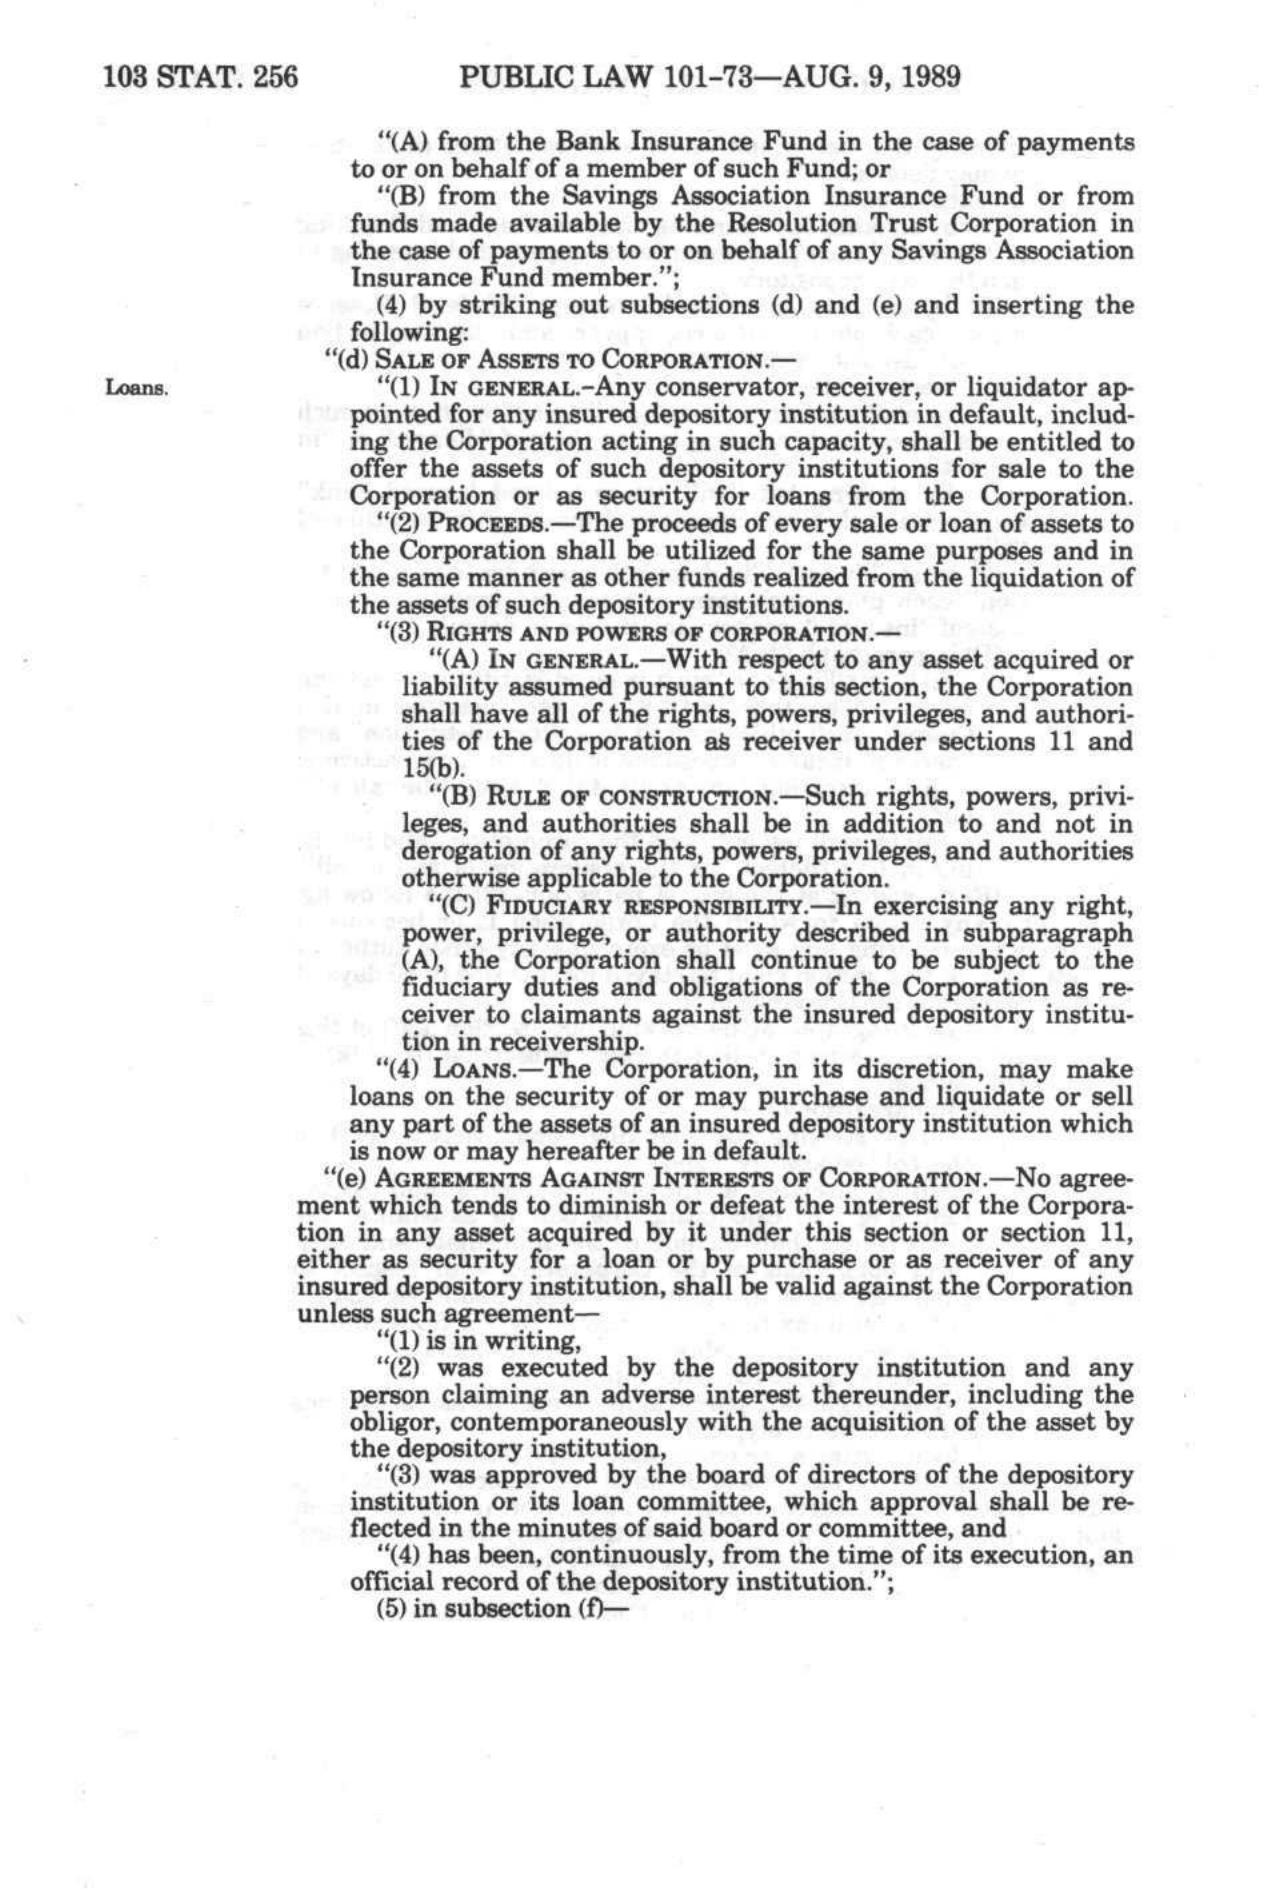 103 STAT. 256 PUBLIC LAW 101-73—AUG. 9, 1989
"(A) from the Bank Insurance Fund in the case of payments
to or on behalf of a member of such Fund; or
"(B) from the Savings Association Insurance Fund or from
funds made available by the Resolution Trust Corporation in
the case of payments to or on behalf of any Savings Association
Insurance Fund member.";
(4) by striking out subsections (d) and (e) and inserting the
following:
"(d) SALE OF ASSETS TO CORPORATION.—
Loans.
"(1) IN GENERAL.-Any conservator, receiver, or liquidator ap-
pointed for any insured depository institution in default, includ-
ing the Corporation acting in such capacity, shall be entitled to
offer the assets of such depository institutions for sale to the
Corporation or as security for loans from the Corporation.
"(2) PROCEEDS.—The proceeds of every sale or loan of assets to
the Corporation shall be utilized for the same purposes and in
the same manner as other funds realized from the liquidation of
the assets of such depository institutions.
"(3) RIGHTS AND POWERS OF CORPORATION.—
"(A) IN GENERAL.—With respect to any asset acquired or
liability assumed pursuant to this section, the Corporation
shall have all of the rights, powers, privileges, and authori-
ties of the Corporation as receiver under sections 11 and
15(b).
"(B) RULE OF CONSTRUCTION.—Such rights, powers, privi-
leges, and authorities shall be in addition to and not in
derogation of any rights, powers, privileges, and authorities
otherwise applicable to the Corporation.
"(C) FIDUCIARY RESPONSIBILITY.—In exercising any right,
power, privilege, or authority described in subparagraph
(A), the Corporation shall continue to be subject to the
fiduciary duties and obligations of the Corporation as re-
ceiver to claimants against the insured depository institu-
tion in receivership.
"(4) LOANS.—The Corporation, in its discretion, may make
loans on the security of or may purchase and liquidate or sell
any part of the assets of an insured depository institution which
is now or may hereafter be in default.
"(e) AGREEMENTS AGAINST INTERESTS OF CORPORATION.—No agree-
ment which tends to diminish or defeat the interest of the Corpora-
tion in any asset acquired by it under this section or section 11,
either as security for a loan or by purchase or as receiver of any
insured depository institution, shall be valid against the Corporation
unless such agreement—
"(1) is in writing,
"(2) was executed by the depository institution and any
person claiming an adverse interest thereunder, including the
obligor, contemporaneously with the acquisition of the asset by
the depository institution,
"(3) was approved by the board of directors of the depository
institution or its loan committee, which approval shall be re-
flected in the minutes of said board or committee, and
"(4) has been, continuously, from the time of its execution, an
official record of the depository institution.";
(5) in subsection (f)—